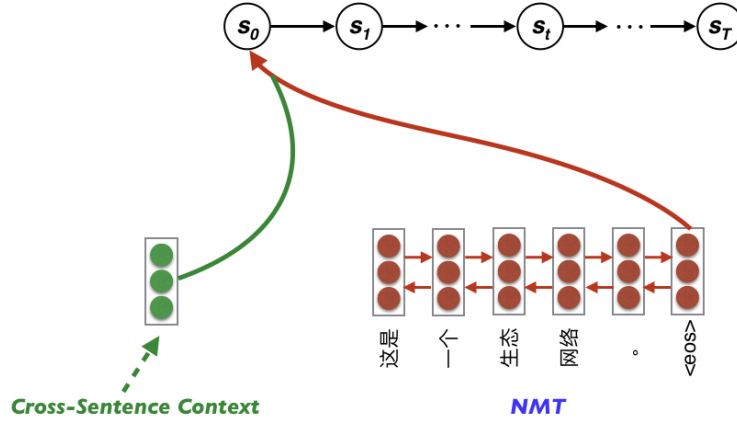 s0 s1 ··· st ··· sT
这是 一个 生态 网络 。 <eos>
Cross-Sentence Context
NMT